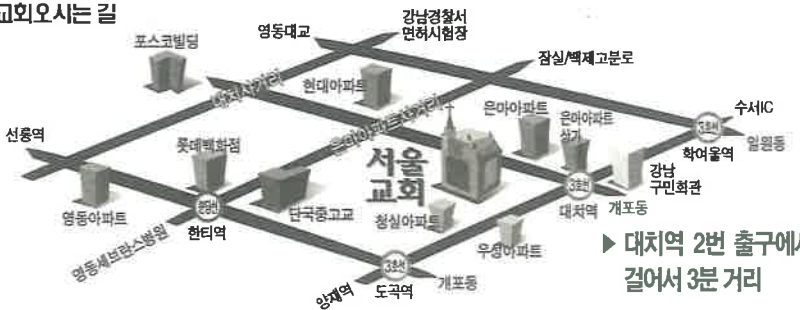 교회오시는 길
강남경찰서
면허시험장
영동대교
포스코빌딩
잠실/백제고분로
현대아파트
대치사거리
은마아파트사거리
은마아파트
은마아파트
상가
수서IC
3호선
일원동
학여울역
선릉역
롯데백화점
서울
교회
강남
구민회관
3호선
대치역
개포동
영동아파트
분당선
한티역
단국중고교
청실아파트
우성아파트
영동세브란스병원
3호선
도곡역
개포동
양재역
▶ 대치역 2번 출구에서
걸어서 3분 거리